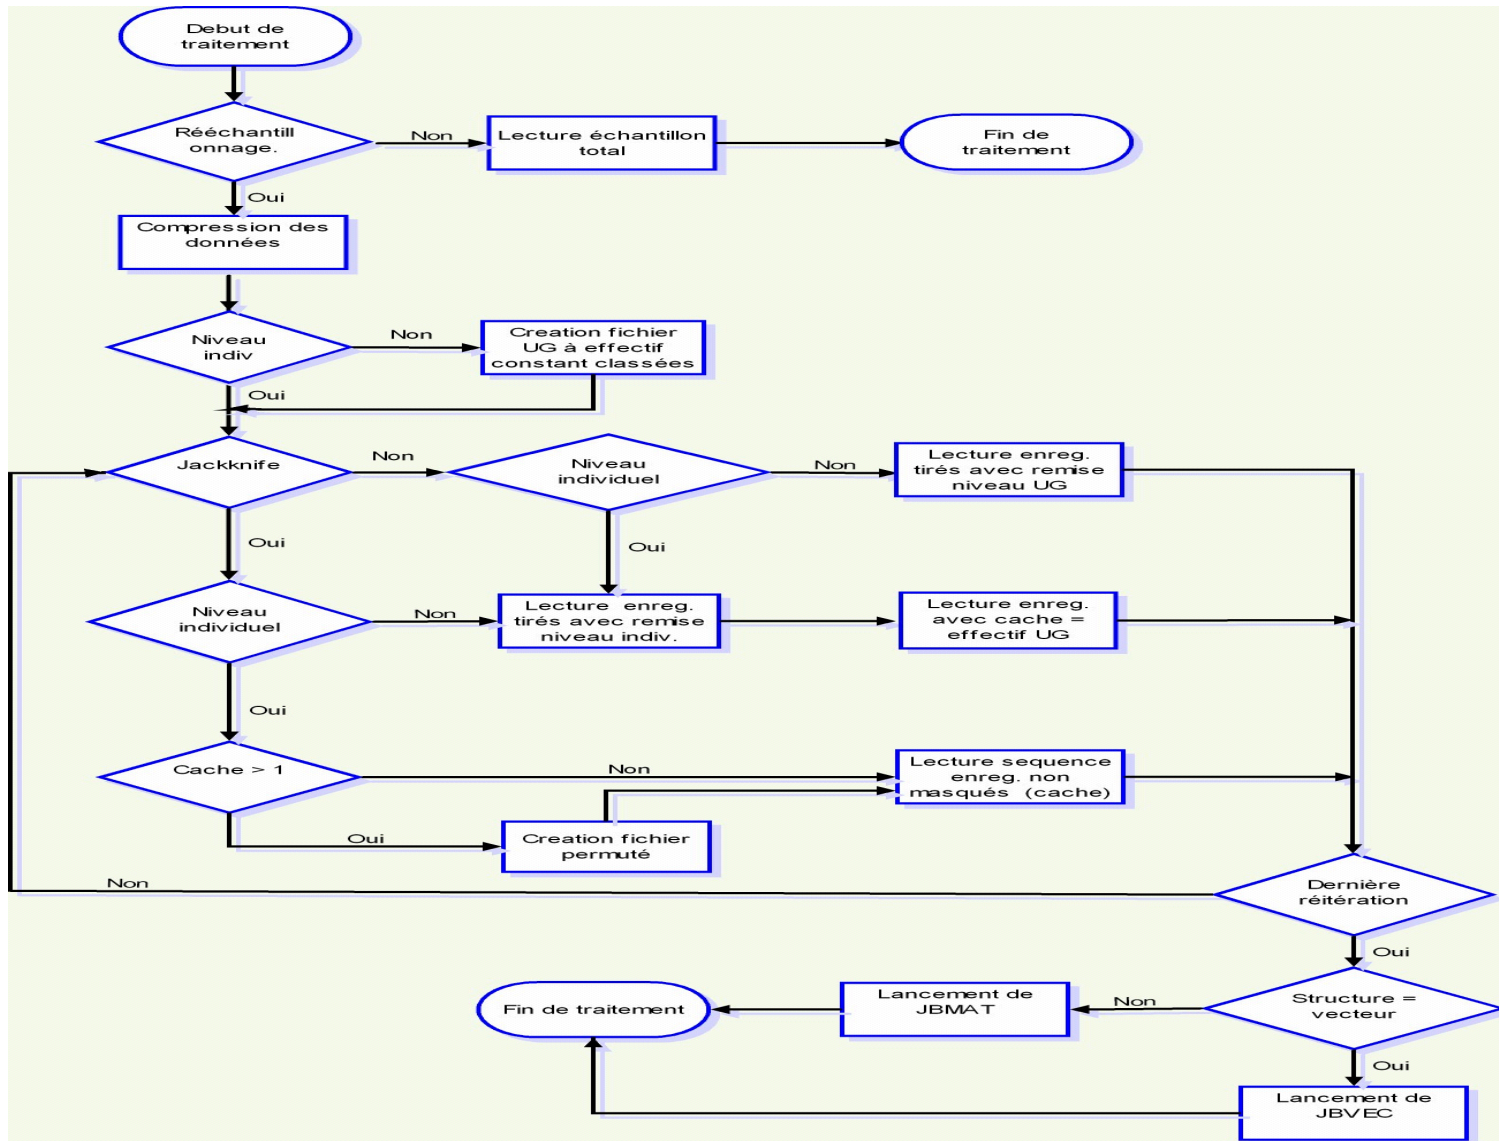 Debut de
traitement
Rééchantill
onnage.
Non
Lecture échantillon
total
Fin de
traitement
Oui
Compression des
données
Niveau
indiv
Non
Creation fichier
UG à effectif
constant classées
Oui
Jackknife
Non
Niveau
individuel
Non
Lecture enreg.
tirés avec remise
niveau UG
Oui
Oui
Niveau
individuel
Non
Lecture enreg.
tirés avec remise
niveau indiv.
Lecture enreg.
avec cache =
effectif UG
Oui
Cache > 1
Non
Lecture sequence
enreg. non
masqués (cache)
Oui
Creation fichier
permuté
Non
Dernière
réitération
Oui
Fin de traitement
Lancement de
JBMAT
Non
Structure =
vecteur
Oui
Lancement de
JBVEC